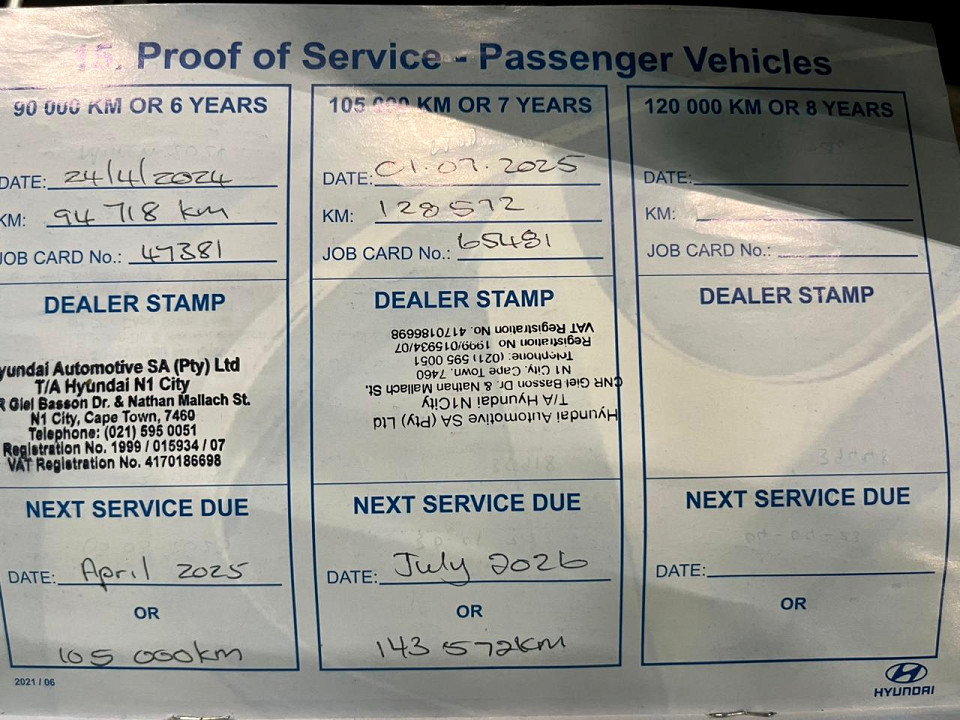 15. Proof of Service - Passenger Vehicles
90 000 KM OR 6 YEARS
DATE: 24/4/2024
KM: 94 718 km
JOB CARD No.: 47381
DEALER STAMP
yundai Automotive SA (Pty) Ltd
T/A Hyundai N1 City
R Giel Basson Dr. & Nathan Mallach St.
N1 City, Cape Town, 7460
Telephone: (021) 595 0051
Registration No. 1999 / 015934 / 07
VAT Registration No. 4170186698
NEXT SERVICE DUE
DATE: April 2025
OR
105 000km
2021 / 06
105 000 KM OR 7 YEARS
DATE: 01.07.2025
KM: 128572
JOB CARD No.: 65481
DEALER STAMP
Hyundai Automotive SA (Pty) Ltd
T/A Hyundai N1City
CNR Giel Basson Dr. & Nathan Mallach St.
N1 City, Cape Town, 7460
Telephone: (021) 595 0051
Registration No 1999/015934/07
VAT Registration No. 4170186698
NEXT SERVICE DUE
DATE: July 2026
OR
143 572KM
120 000 KM OR 8 YEARS
DATE:
KM:
JOB CARD No.:
DEALER STAMP
NEXT SERVICE DUE
DATE:
OR
HYUNDAI